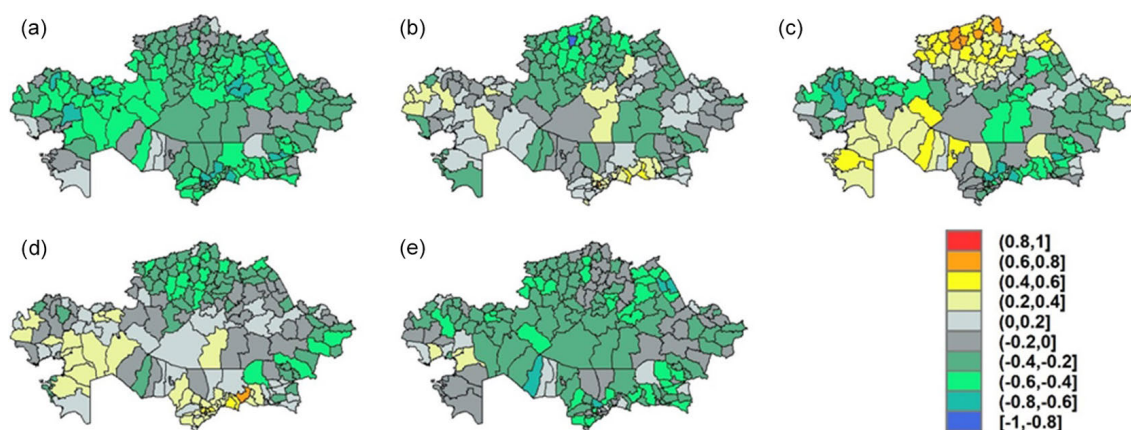 (a)
(b)
(c)
(d)
(e)
(0.8,1]
(0.6,0.8]
(0.4,0.6]
(0.2,0.4]
(0,0.2]
(-0.2,0]
(-0.4,-0.2]
(-0.6,-0.4]
(-0.8,-0.6]
[-1,-0.8]